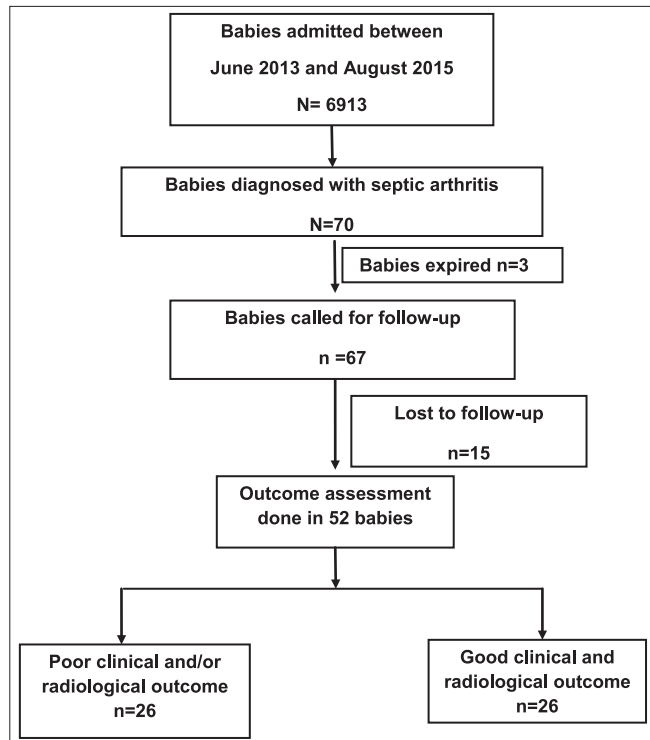 Babies admitted between
June 2013 and August 2015
N= 6913
Babies diagnosed with septic arthritis
N=70
Babies expired n=3
Babies called for follow-up
n =67
Lost to follow-up
n=15
Outcome assessment
done in 52 babies
Poor clinical and/or
radiological outcome
n=26
Good clinical and
radiological outcome
n=26